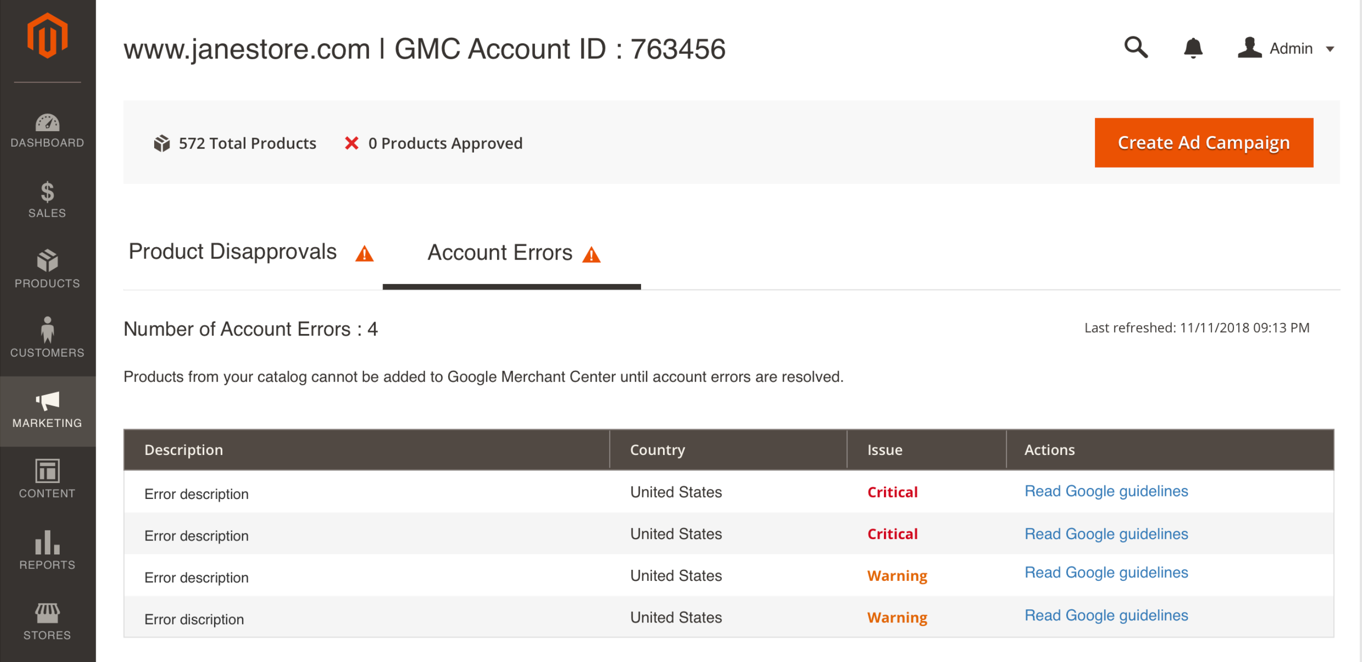 www.janestore.com | GMC Account ID : 763456
Admin
572 Total Products
0 Products Approved
Create Ad Campaign
DASHBOARD
SALES
PRODUCTS
CUSTOMERS
MARKETING
CONTENT
REPORTS
STORES
Product Disapprovals
Account Errors
Number of Account Errors : 4
Last refreshed: 11/11/2018 09:13 PM
Products from your catalog cannot be added to Google Merchant Center until account errors are resolved.
Description Country Issue Actions
Error description United States Critical Read Google guidelines
Error description United States Critical Read Google guidelines
Error description United States Warning Read Google guidelines
Error discription United States Warning Read Google guidelines